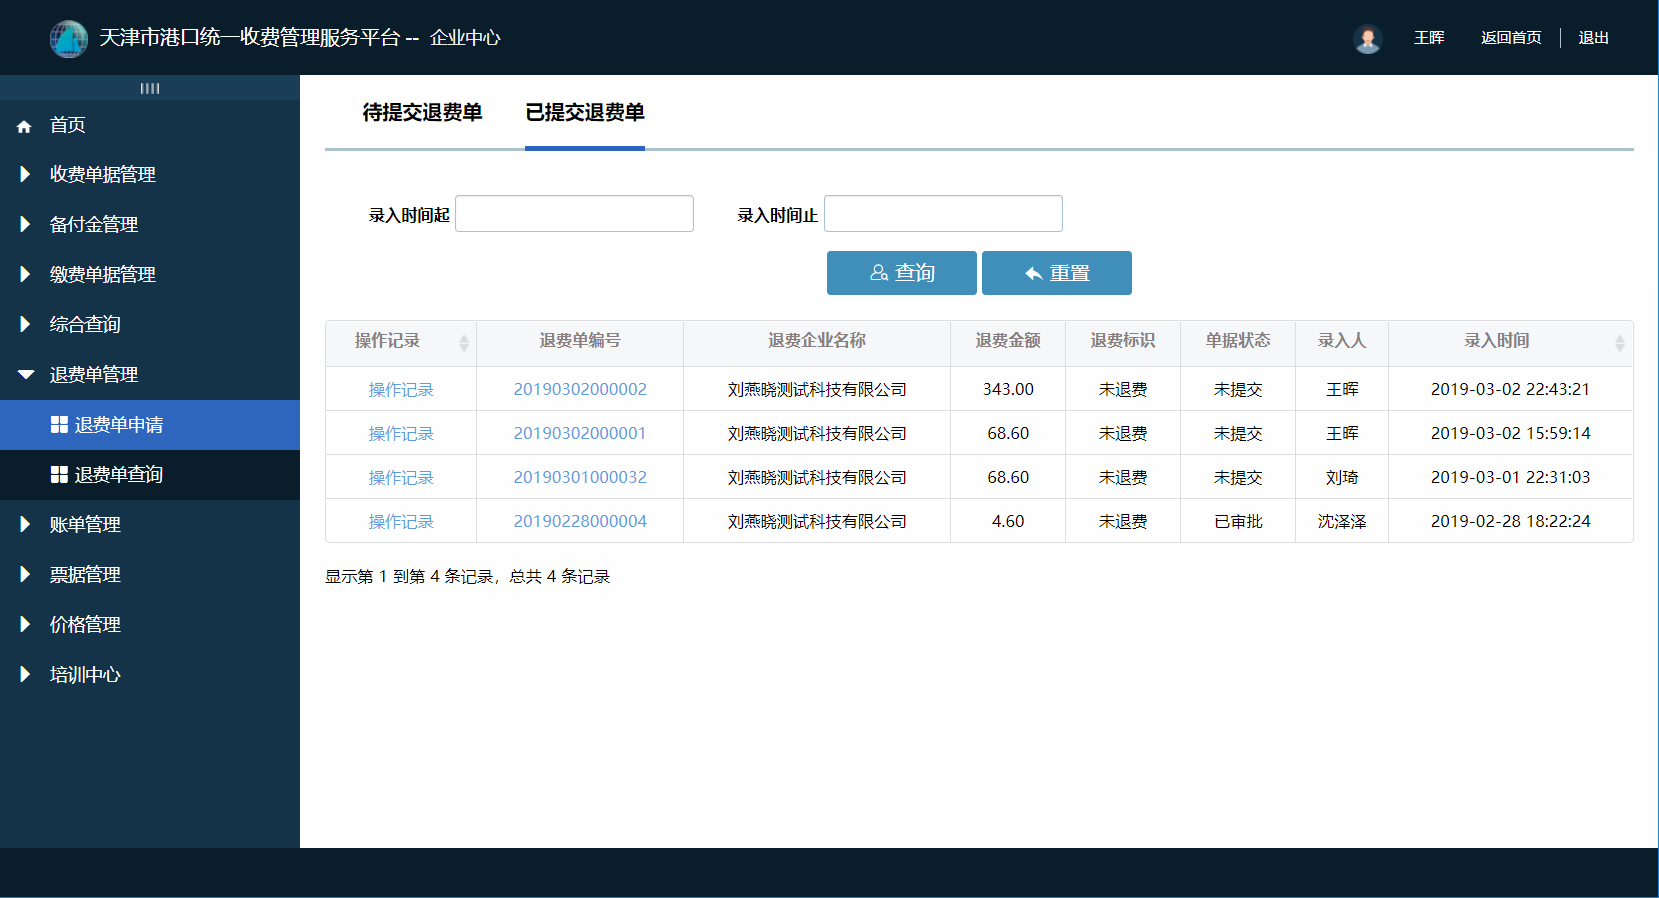 天津市港口统一收费管理服务平台 -- 企业中心
王晖 返回首页 退出
首页
收费单据管理
备付金管理
缴费单据管理
综合查询
退费单管理
退费单申请
退费单查询
账单管理
票据管理
价格管理
培训中心
待提交退费单 已提交退费单
录入时间起 录入时间止
查询 重置
操作记录 退费单编号 退费企业名称 退费金额 退费标识 单据状态 录入人 录入时间
操作记录 20190302000002 刘燕晓测试科技有限公司 343.00 未退费 未提交 王晖 2019-03-02 22:43:21
操作记录 20190302000001 刘燕晓测试科技有限公司 68.60 未退费 未提交 王晖 2019-03-02 15:59:14
操作记录 20190301000032 刘燕晓测试科技有限公司 68.60 未退费 未提交 刘琦 2019-03-01 22:31:03
操作记录 20190228000004 刘燕晓测试科技有限公司 4.60 未退费 已审批 沈泽泽 2019-02-28 18:22:24
显示第 1 到第 4 条记录，总共 4 条记录